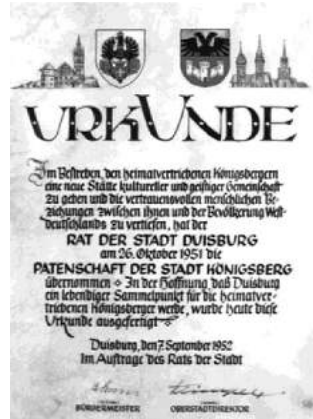 URKUNDE
Im Bestreben, den heimatvertriebenen Königsbergern
eine neue Stätte kultureller und geistiger Gemeinschaft
zu geben und die vertrauensvollen menschlichen Be-
ziehungen zwischen ihnen und der Bevölkerung West-
deutschlands zu vertiefen, hat der
RAT DER STADT DUISBURG
am 26. Oktober 1951 die
PATENSCHAFT DER STADT KÖNIGSBERG
übernommen In der Hoffnung daß Duisburg
ein lebendiger Sammelpunkt für die heimatver-
triebenen Königsberger werde, wurde heute diese
Urkunde ausgefertigt
Duisburg, den 7. September 1952
Im Auftrage des Rats der Stadt
BÜRGERMEISTER OBERSTADTDIREKTOR